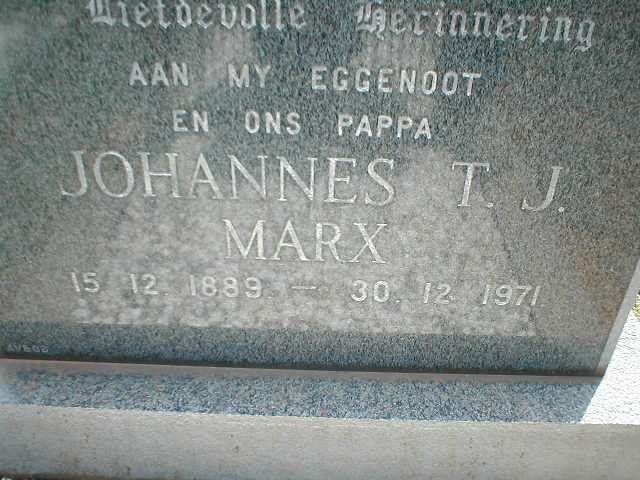 Liefdevolle Herinnering
AAN MY EGGENOOT
EN ONS PAPPA
JOHANNES T. J.
MARX
15. 12. 1889. — 30. 12. 1971.